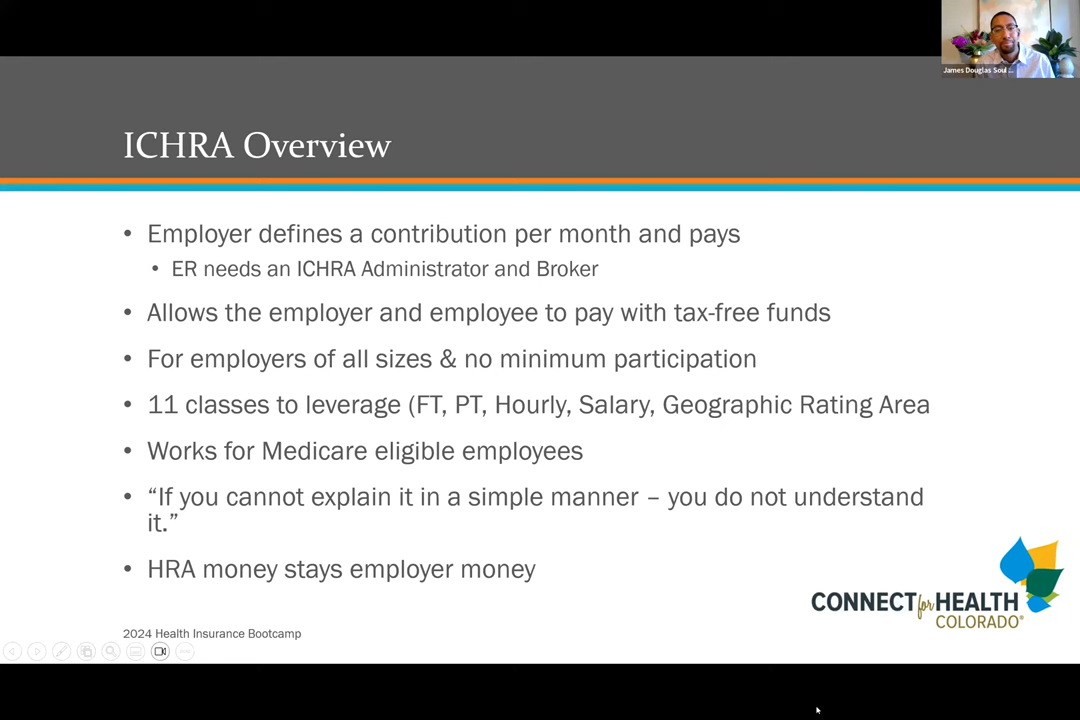 James Douglas Soul ...
ICHRA Overview
• Employer defines a contribution per month and pays
• ER needs an ICHRA Administrator and Broker
• Allows the employer and employee to pay with tax-free funds
• For employers of all sizes & no minimum participation
• 11 classes to leverage (FT, PT, Hourly, Salary, Geographic Rating Area
• Works for Medicare eligible employees
• “If you cannot explain it in a simple manner – you do not understand
it.”
• HRA money stays employer money
CONNECT for HEALTH
COLORADO®
2024 Health Insurance Bootcamp